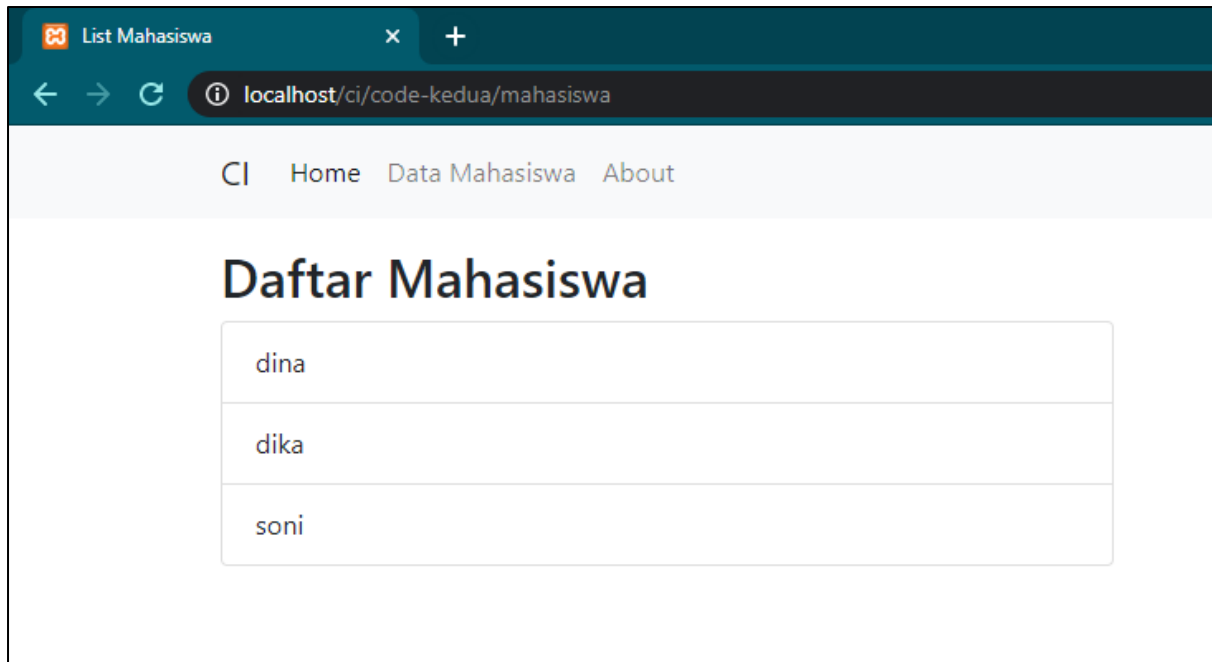 List Mahasiswa
localhost/ci/code-kedua/mahasiswa
CI Home Data Mahasiswa About
Daftar Mahasiswa
dina
dika
soni